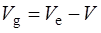 V_g = V_e − V